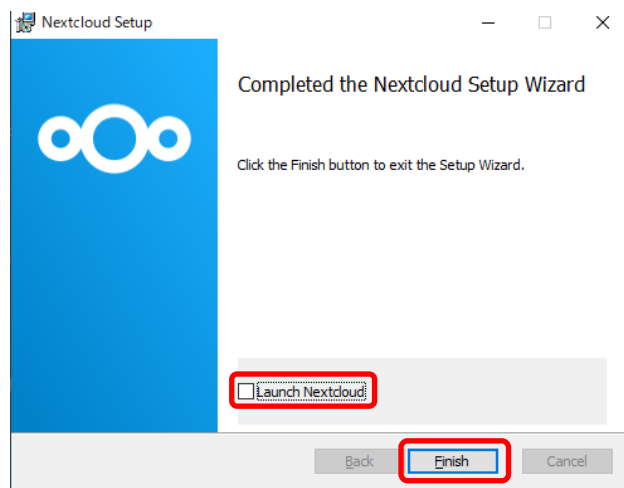 Nextcloud Setup
Completed the Nextcloud Setup Wizard
Click the Finish button to exit the Setup Wizard.
Launch Nextcloud
Back
Finish
Cancel